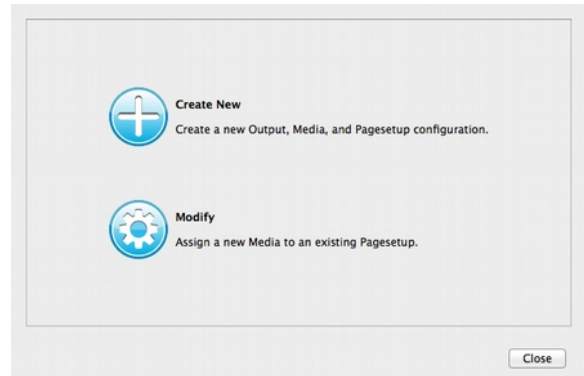 Create New
Create a new Output, Media, and Pagesetup configuration.
Modify
Assign a new Media to an existing Pagesetup.
Close